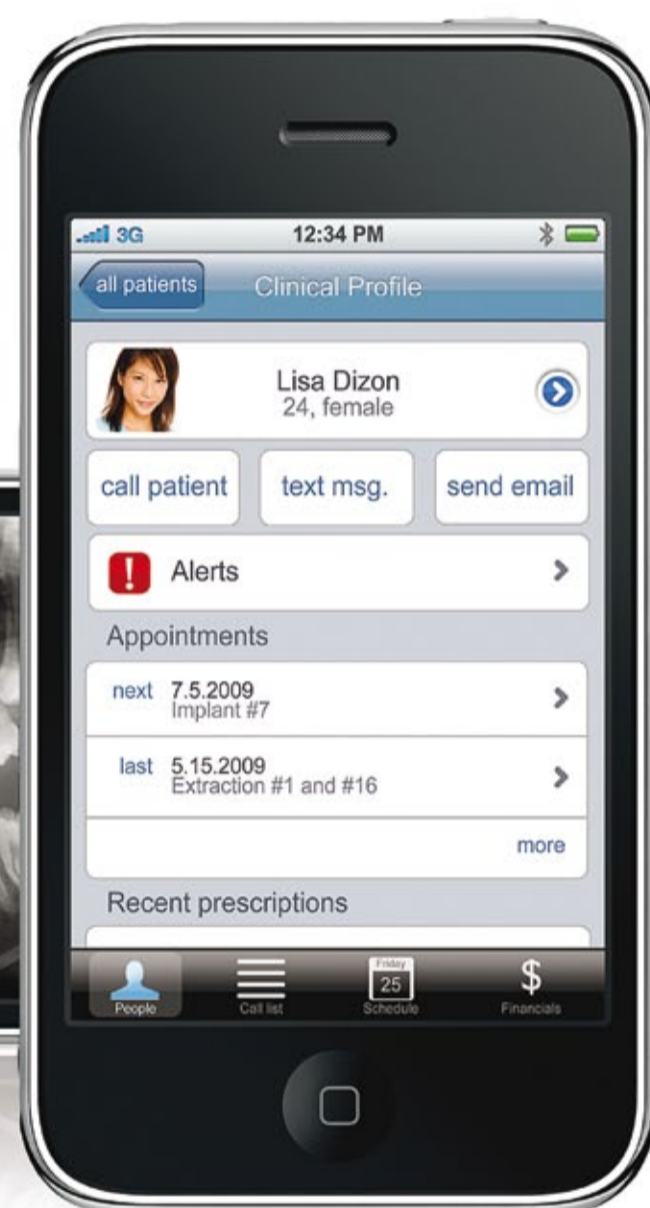 3G 12:34 PM
all patients Clinical Profile
Lisa Dizon
24, female
call patient text msg. send email
! Alerts
Appointments
next 7.5.2009
Implant #7
last 5.15.2009
Extraction #1 and #16
more
Recent prescriptions
Friday
25
$
People Call list Schedule Financials